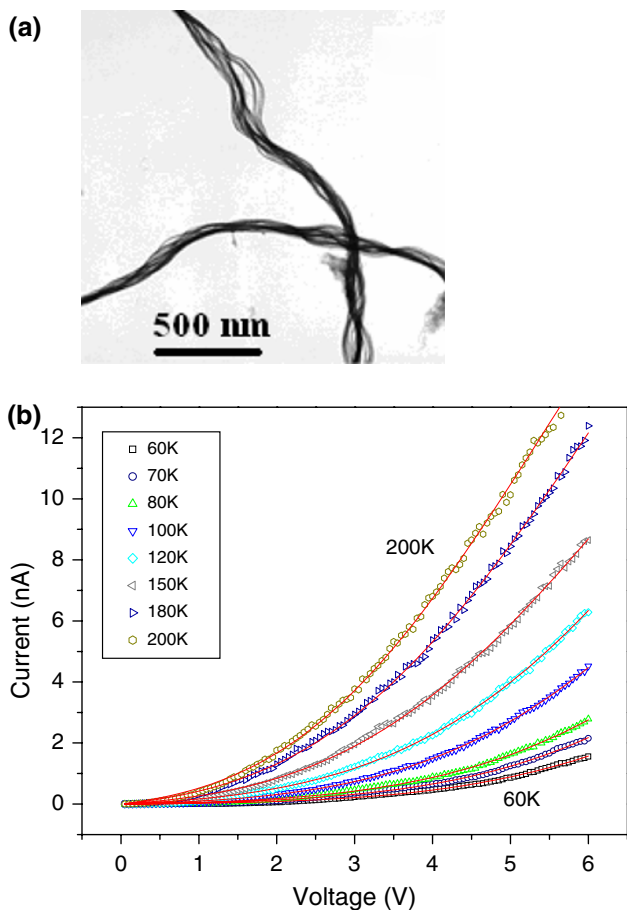 (a)
500 nm
(b)
12
10
8
6
4
2
0
Current (nA)
60K
70K
80K
100K
120K
150K
180K
200K
200K
60K
0 1 2 3 4 5 6
Voltage (V)